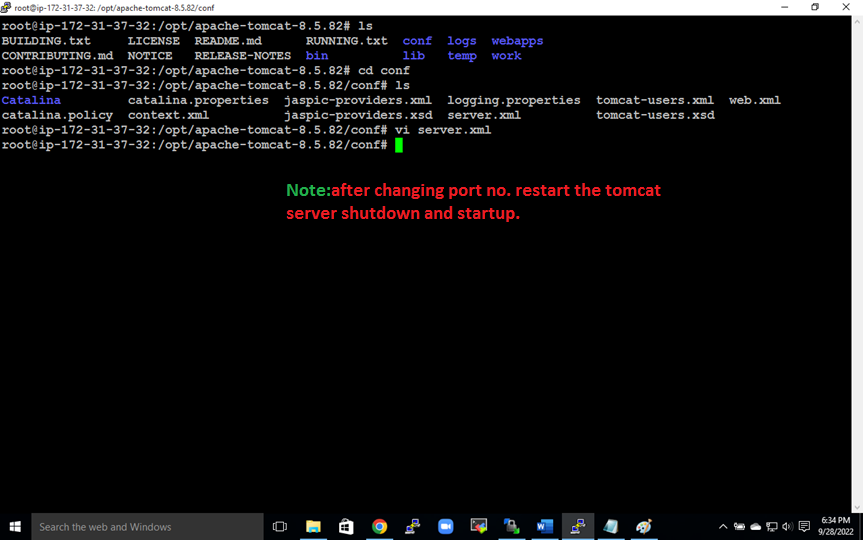 root@ip-172-31-37-32: /opt/apache-tomcat-8.5.82/conf
root@ip-172-31-37-32:/opt/apache-tomcat-8.5.82# ls
BUILDING.txt LICENSE README.md RUNNING.txt conf logs webapps
CONTRIBUTING.md NOTICE RELEASE-NOTES bin lib temp work
root@ip-172-31-37-32:/opt/apache-tomcat-8.5.82# cd conf
root@ip-172-31-37-32:/opt/apache-tomcat-8.5.82/conf# ls
Catalina catalina.properties jaspic-providers.xml logging.properties tomcat-users.xml web.xml
catalina.policy context.xml jaspic-providers.xsd server.xml tomcat-users.xsd
root@ip-172-31-37-32:/opt/apache-tomcat-8.5.82/conf# vi server.xml
root@ip-172-31-37-32:/opt/apache-tomcat-8.5.82/conf#
Note:after changing port no. restart the tomcat
server shutdown and startup.
Search the web and Windows
6:34 PM
9/28/2022